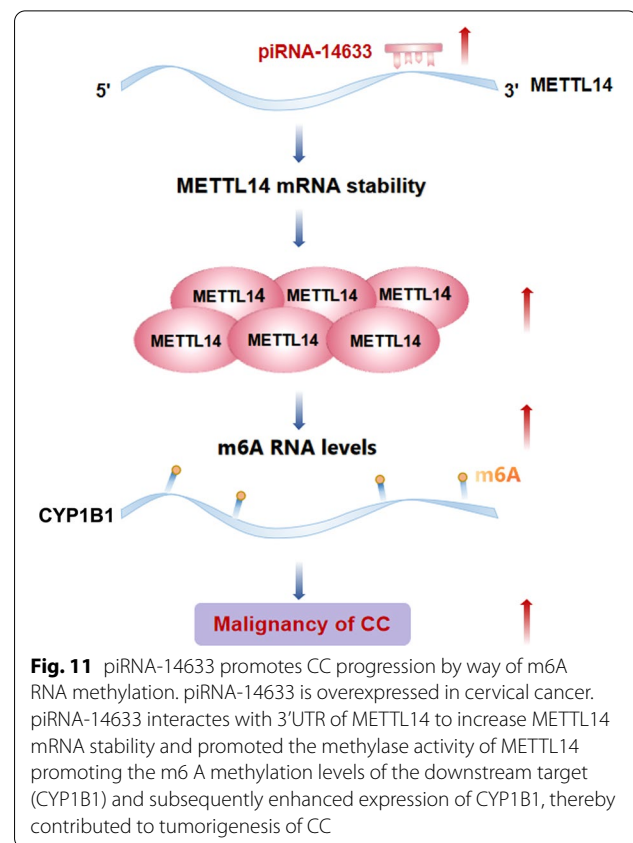 piRNA-14633
5' 3' METTL14
METTL14 mRNA stability
METTL14 METTL14 METTL14
METTL14 METTL14 METTL14
m6A RNA levels
m6A
CYP1B1
Malignancy of CC
Fig. 11 piRNA-14633 promotes CC progression by way of m6A
RNA methylation. piRNA-14633 is overexpressed in cervical cancer.
piRNA-14633 interactes with 3’UTR of METTL14 to increase METTL14
mRNA stability and promoted the methylase activity of METTL14
promoting the m6 A methylation levels of the downstream target
(CYP1B1) and subsequently enhanced expression of CYP1B1, thereby
contributed to tumorigenesis of CC